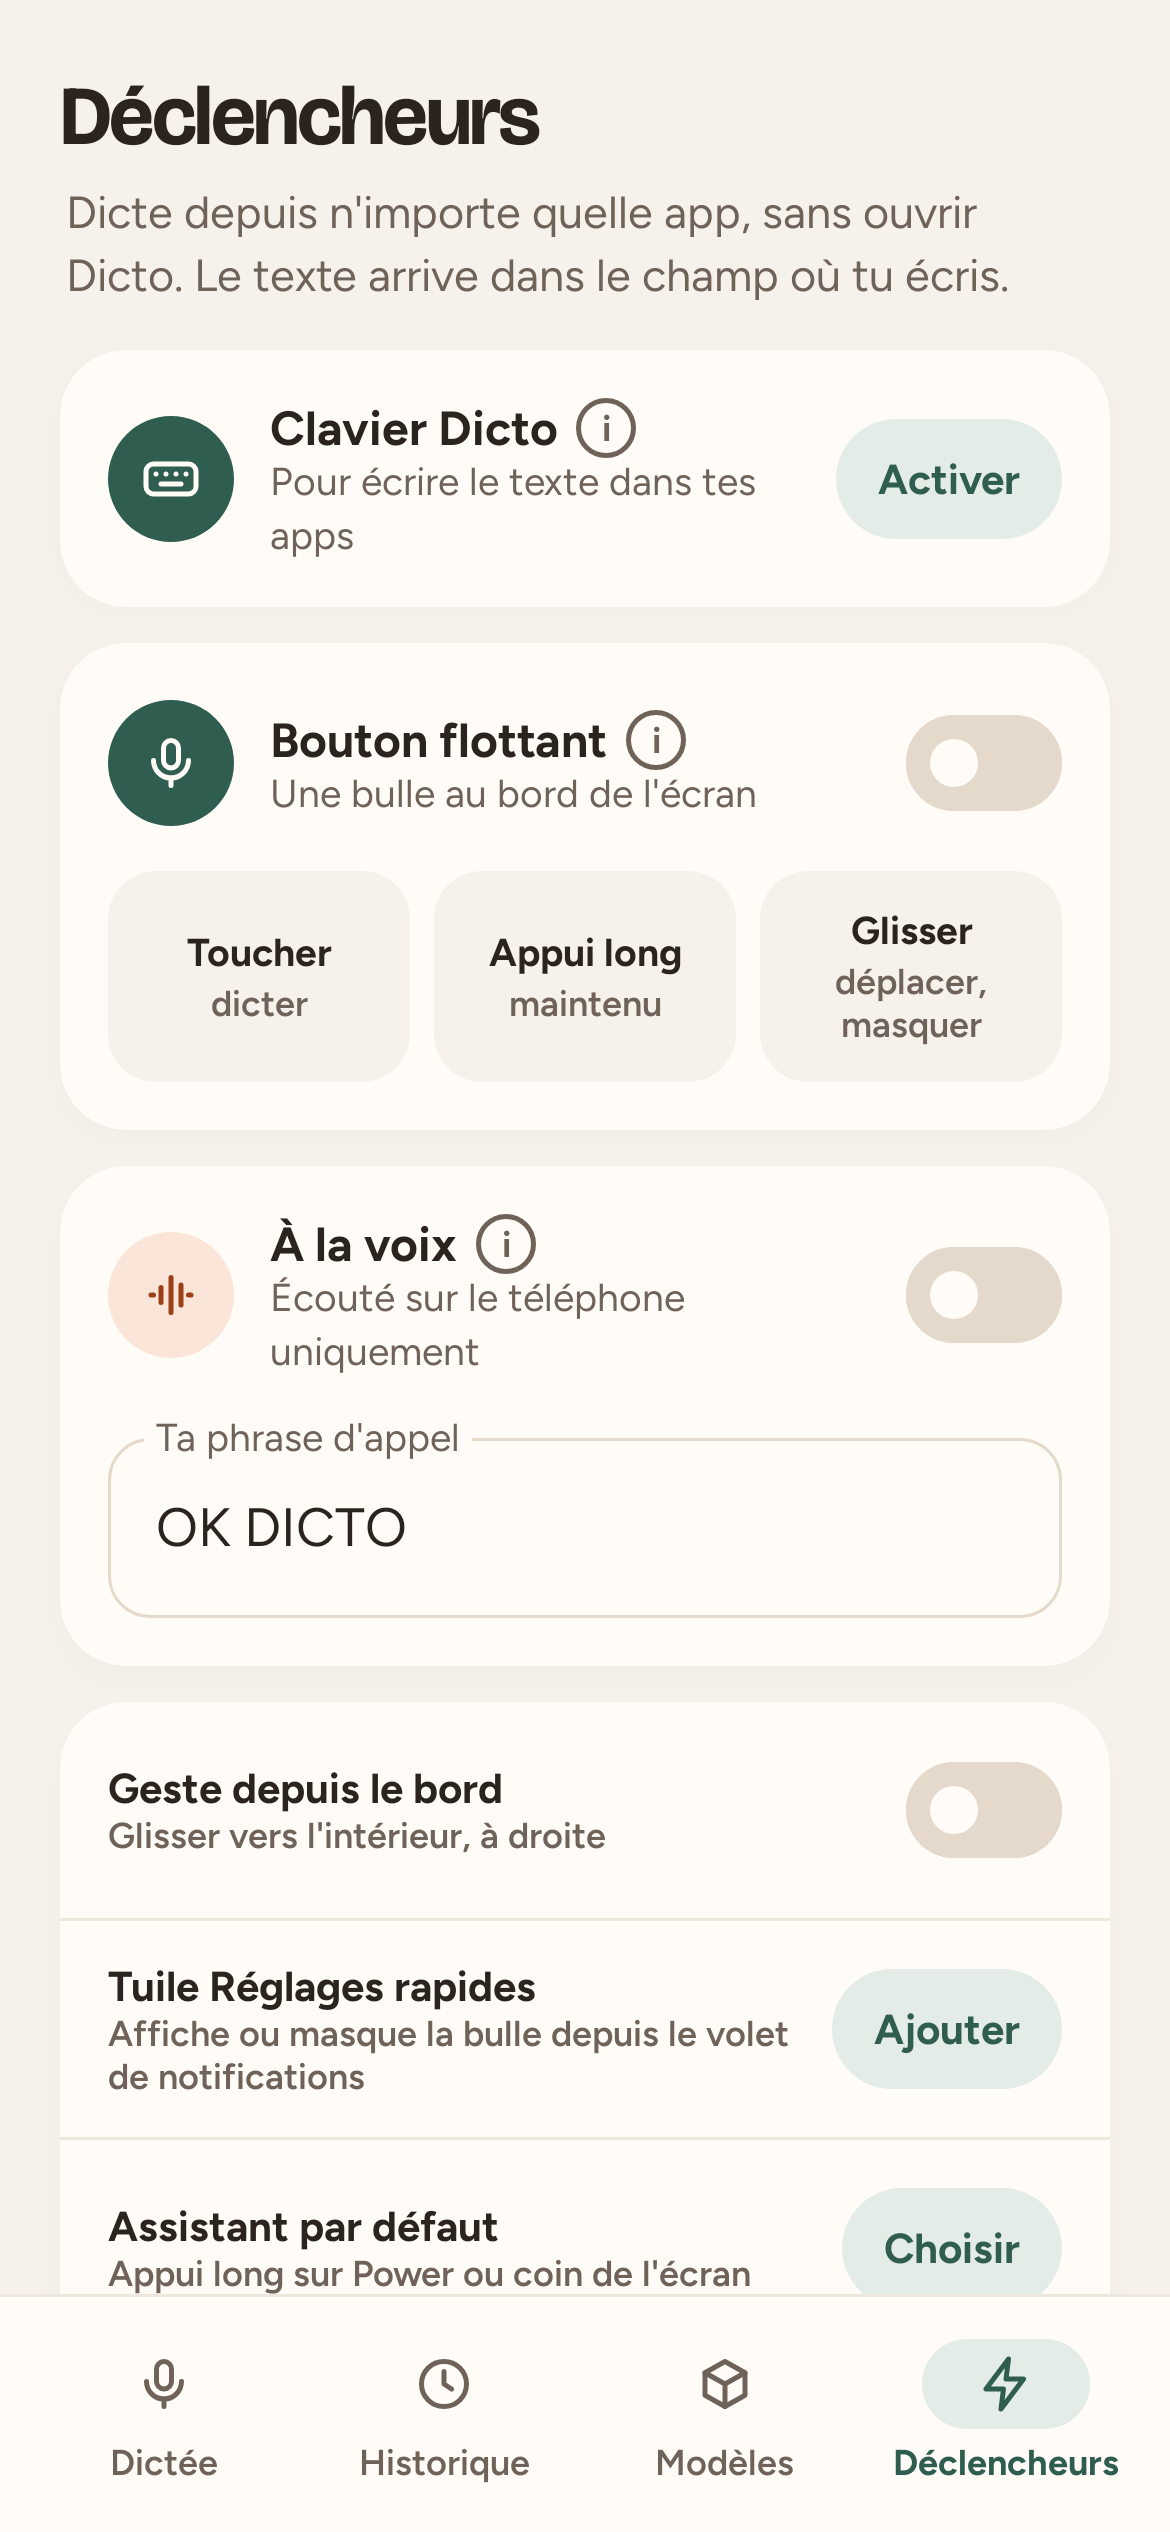 Déclencheurs
Dicte depuis n'importe quelle app, sans ouvrir
Dicto. Le texte arrive dans le champ où tu écris.
Clavier Dicto i
Pour écrire le texte dans tes
apps
Activer
Bouton flottant i
Une bulle au bord de l'écran
Toucher
dicter
Appui long
maintenu
Glisser
déplacer,
masquer
À la voix i
Écouté sur le téléphone
uniquement
Ta phrase d'appel
OK DICTO
Geste depuis le bord
Glisser vers l'intérieur, à droite
Tuile Réglages rapides
Affiche ou masque la bulle depuis le volet
de notifications
Ajouter
Assistant par défaut
Appui long sur Power ou coin de l'écran
Choisir
Dictée
Historique
Modèles
Déclencheurs